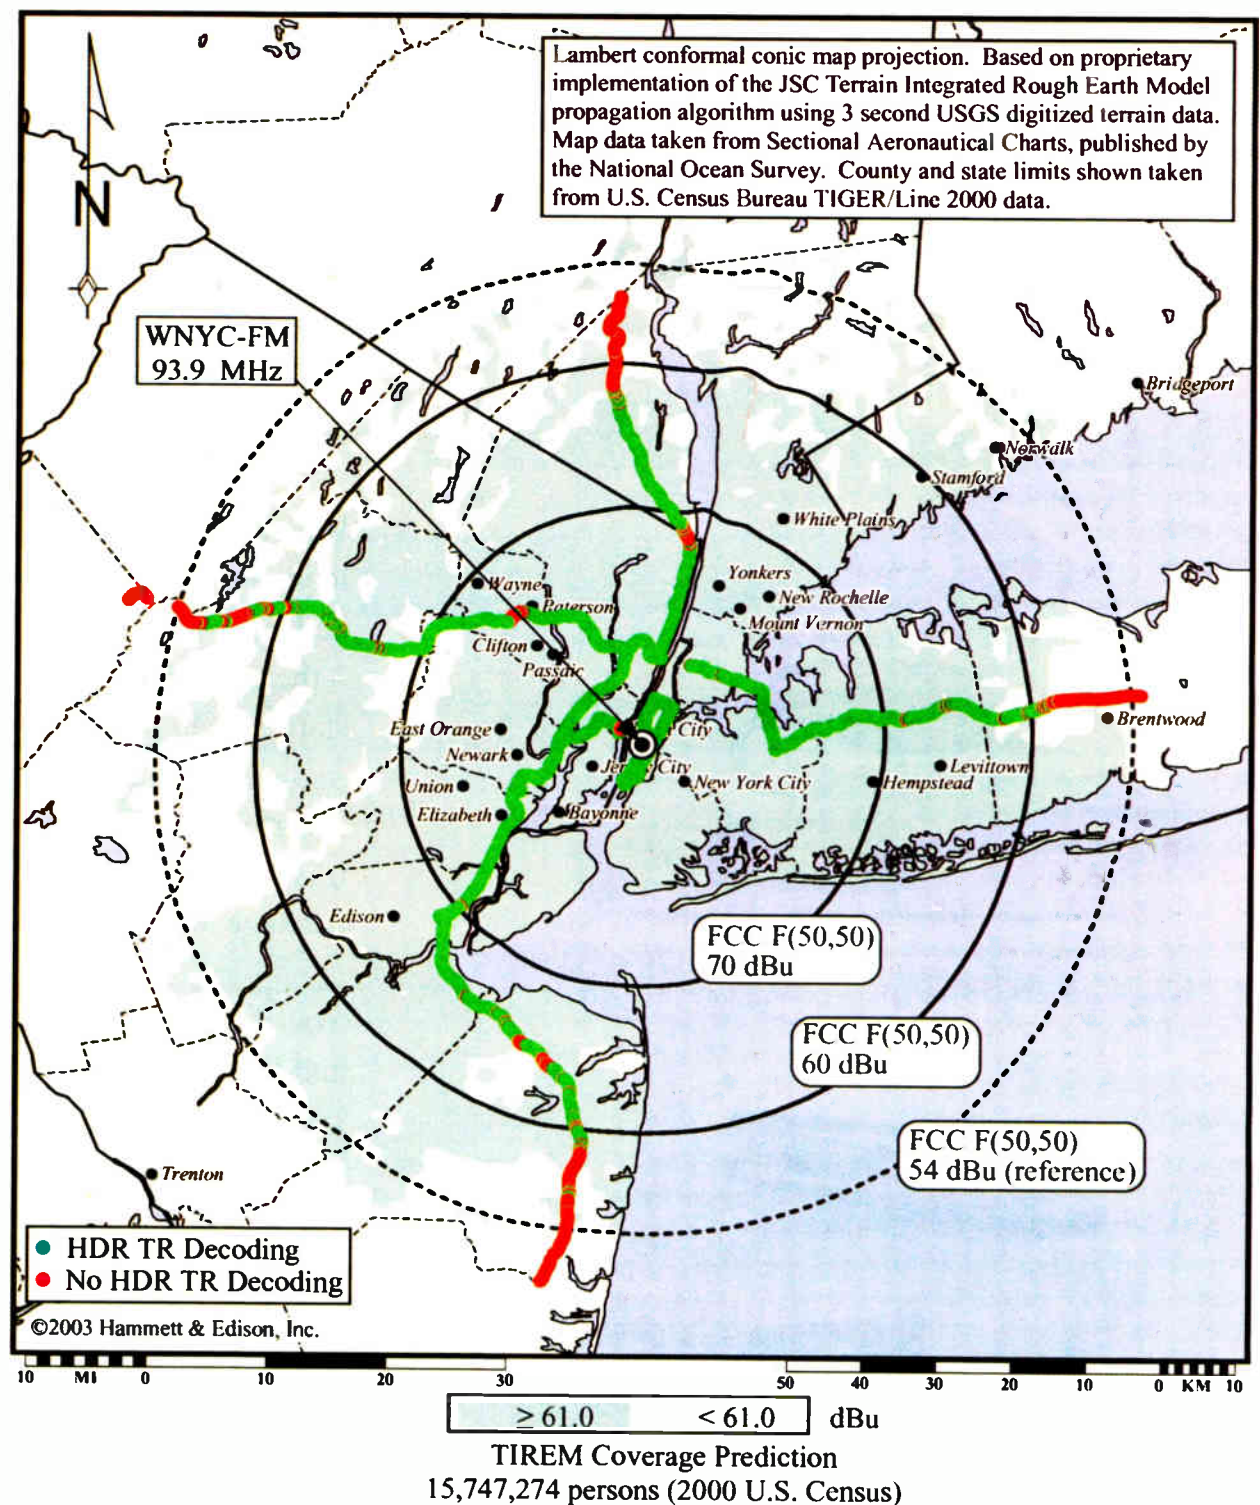 Lambert conformal conic map projection. Based on proprietary
implementation of the JSC Terrain Integrated Rough Earth Model
propagation algorithm using 3 second USGS digitized terrain data.
Map data taken from Sectional Aeronautical Charts, published by
the National Ocean Survey. County and state limits shown taken
from U.S. Census Bureau TIGER/Line 2000 data.
N
WNYC-FM
93.9 MHz
Bridgeport
Norwalk
Stamford
White Plains
Yonkers
Wayne
New Rochelle
Paterson
Mount Vernon
Clifton
Passaic
East Orange
City
Brentwood
Newark
Jersey City
Levittown
Union
New York City
Hempstead
Elizabeth
Bayonne
Edison
FCC F(50,50)
70 dBu
FCC F(50,50)
60 dBu
FCC F(50,50)
54 dBu (reference)
Trenton
HDR TR Decoding
No HDR TR Decoding
©2003 Hammett & Edison, Inc.
10 MI 0 10 20 30 50 40 30 20 10 0 KM 10
≥ 61.0 < 61.0 dBu
TIREM Coverage Prediction
15,747,274 persons (2000 U.S. Census)